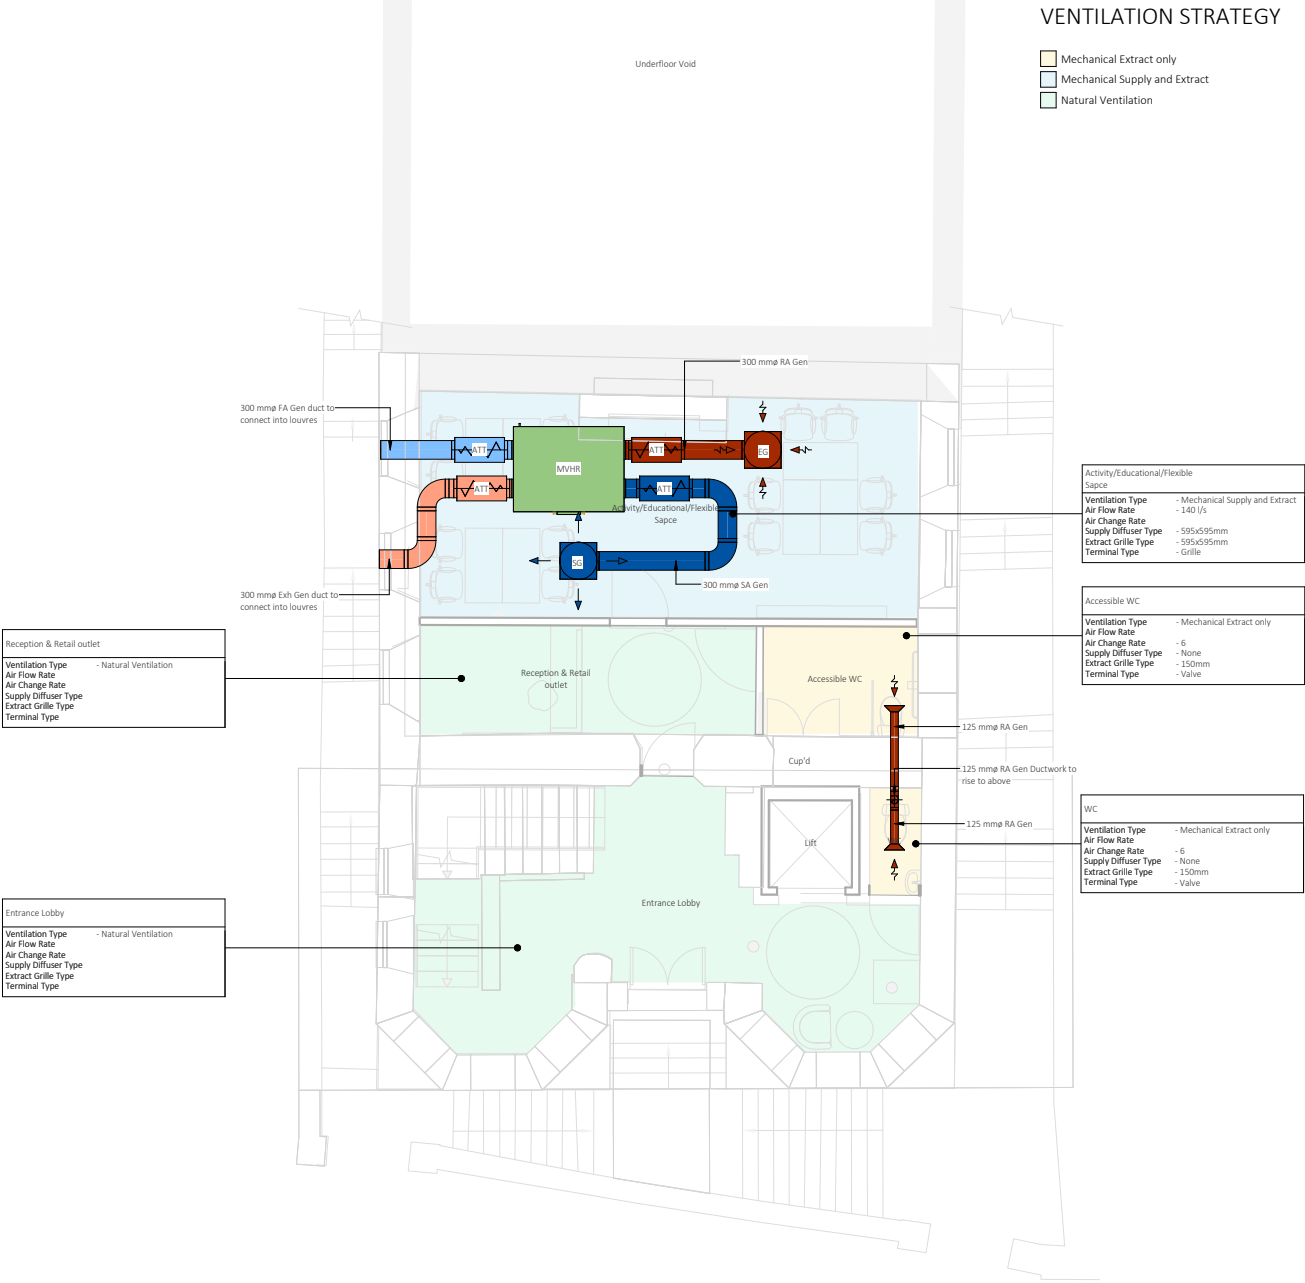 VENTILATION STRATEGY
Mechanical Extract only
Mechanical Supply and Extract
Natural Ventilation
Underfloor Void
300 mmø RA Gen
300 mmø FA Gen duct to
connect into louvres
ATT
ATT
EG
MVHR
ATT
ATT
Activity/Educational/Flexible
Sapce
SG
300 mmø SA Gen
300 mmø Exh Gen duct to
connect into louvres
Activity/Educational/Flexible
Sapce
Ventilation Type - Mechanical Supply and Extract
Air Flow Rate - 140 l/s
Air Change Rate
Supply Diffuser Type - 595x595mm
Extract Grille Type - 595x595mm
Terminal Type - Grille
Accessible WC
Ventilation Type - Mechanical Extract only
Air Flow Rate
Air Change Rate - 6
Supply Diffuser Type - None
Extract Grille Type - 150mm
Terminal Type - Valve
Reception & Retail outlet
Ventilation Type - Natural Ventilation
Air Flow Rate
Air Change Rate
Supply Diffuser Type
Extract Grille Type
Terminal Type
Reception & Retail
outlet
Accessible WC
125 mmø RA Gen
Cup'd
125 mmø RA Gen Ductwork to
rise to above
125 mmø RA Gen
Lift
WC
Ventilation Type - Mechanical Extract only
Air Flow Rate
Air Change Rate - 6
Supply Diffuser Type - None
Extract Grille Type - 150mm
Terminal Type - Valve
Entrance Lobby
Entrance Lobby
Ventilation Type - Natural Ventilation
Air Flow Rate
Air Change Rate
Supply Diffuser Type
Extract Grille Type
Terminal Type